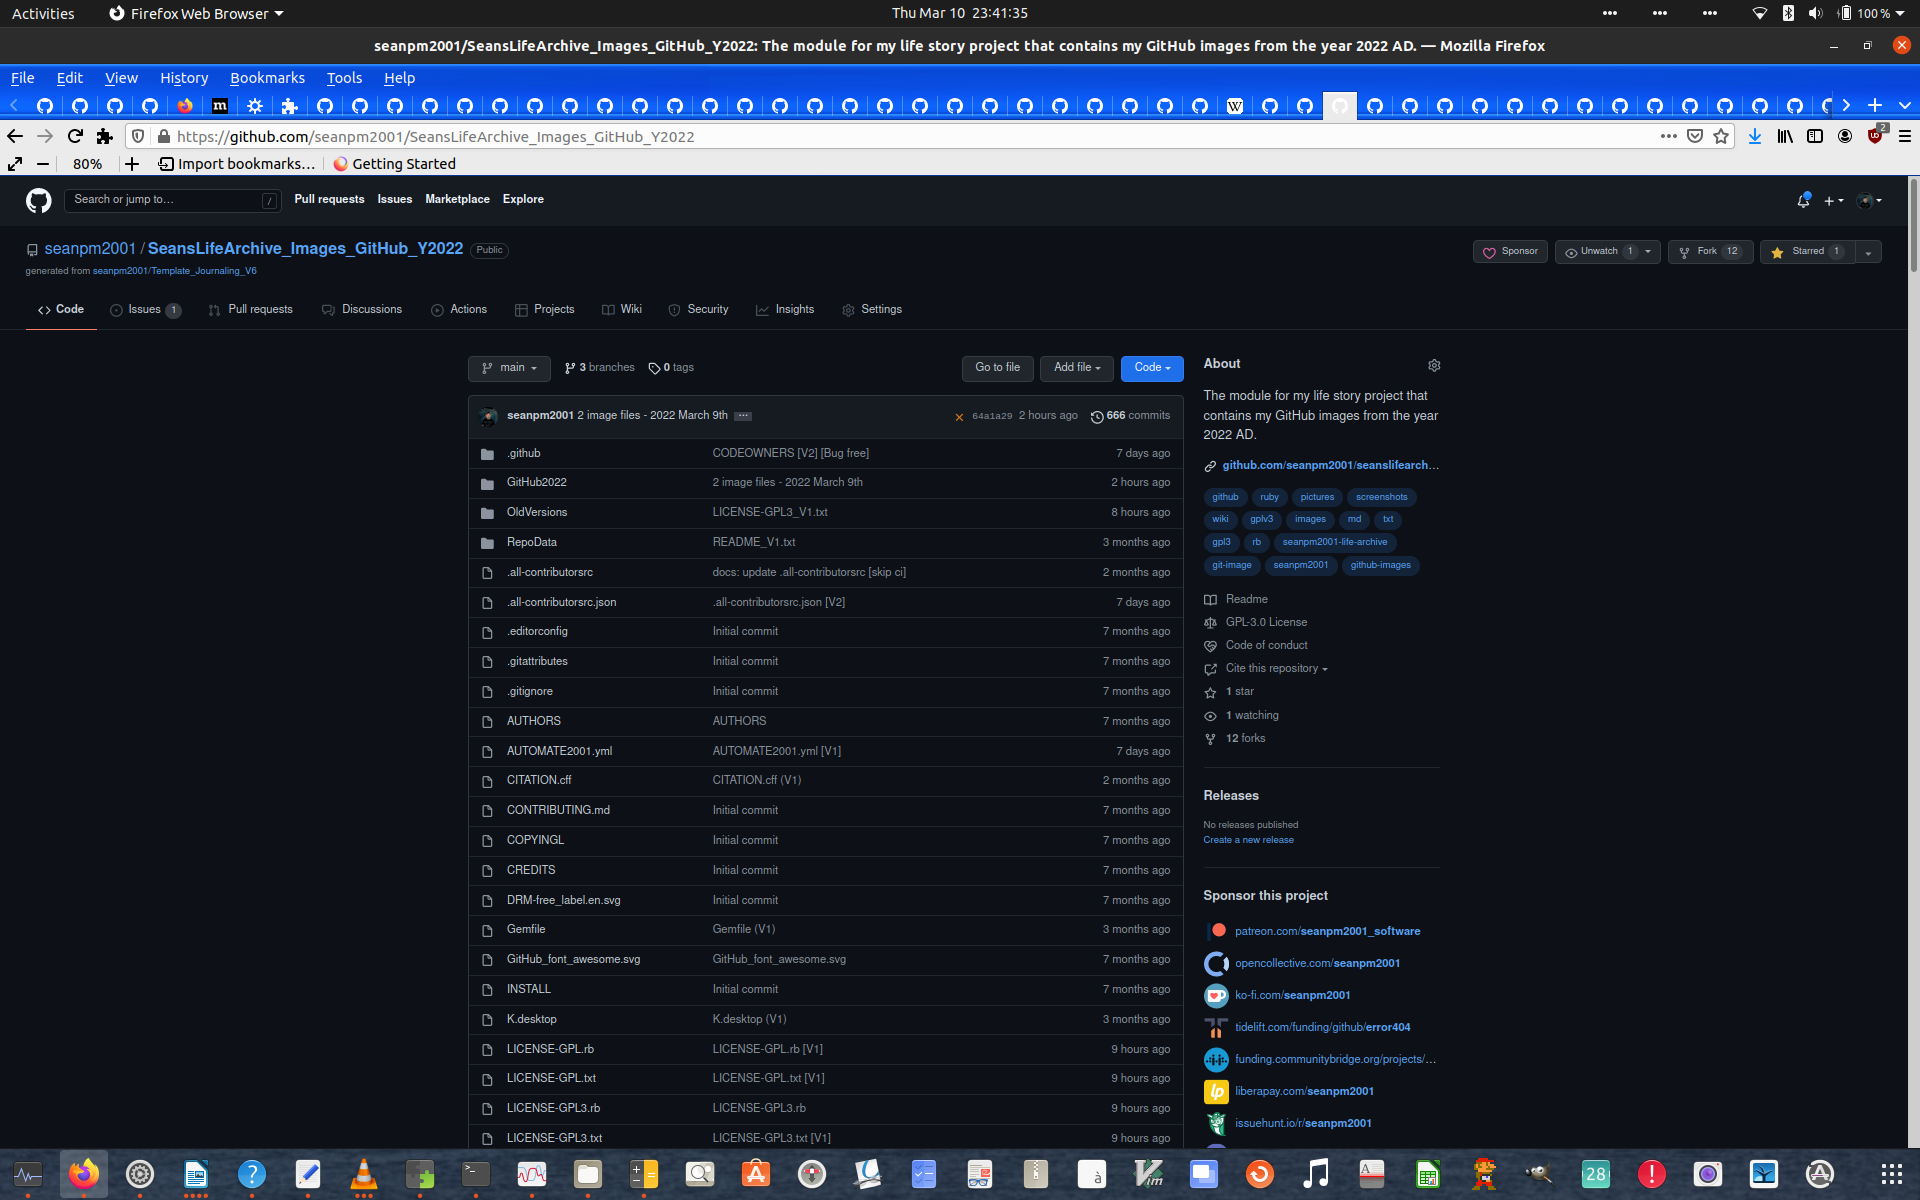 Activities Firefox Web Browser Thu Mar 10 23:41:35 100 %
seanpm2001/SeansLifeArchive_Images_GitHub_Y2022: The module for my life story project that contains my GitHub images from the year 2022 AD. — Mozilla Firefox
File Edit View History Bookmarks Tools Help
https://github.com/seanpm2001/SeansLifeArchive_Images_GitHub_Y2022 2
80% Import bookmarks… Getting Started
Search or jump to… / Pull requests Issues Marketplace Explore
seanpm2001 / SeansLifeArchive_Images_GitHub_Y2022 Public
Sponsor Unwatch 1 Fork 12 Starred 1
generated from seanpm2001/Template_Journaling_V6
Code Issues 1 Pull requests Discussions Actions Projects Wiki Security Insights Settings
main 3 branches 0 tags Go to file Add file Code
seanpm2001 2 image files - 2022 March 9th ... 64a1a29 2 hours ago 666 commits
.github CODEOWNERS [V2] [Bug free] 7 days ago
GitHub2022 2 image files - 2022 March 9th 2 hours ago
OldVersions LICENSE-GPL3_V1.txt 8 hours ago
RepoData README_V1.txt 3 months ago
.all-contributorsrc docs: update .all-contributorsrc [skip ci] 2 months ago
.all-contributorsrc.json .all-contributorsrc.json [V2] 7 days ago
.editorconfig Initial commit 7 months ago
.gitattributes Initial commit 7 months ago
.gitignore Initial commit 7 months ago
AUTHORS AUTHORS 7 months ago
AUTOMATE2001.yml AUTOMATE2001.yml [V1] 7 days ago
CITATION.cff CITATION.cff (V1) 2 months ago
CONTRIBUTING.md Initial commit 7 months ago
COPYINGL Initial commit 7 months ago
CREDITS Initial commit 7 months ago
DRM-free_label.en.svg Initial commit 7 months ago
Gemfile Gemfile (V1) 3 months ago
GitHub_font_awesome.svg GitHub_font_awesome.svg 7 months ago
INSTALL Initial commit 7 months ago
K.desktop K.desktop (V1) 3 months ago
LICENSE-GPL.rb LICENSE-GPL.rb [V1] 9 hours ago
LICENSE-GPL.txt LICENSE-GPL.txt [V1] 9 hours ago
LICENSE-GPL3.rb LICENSE-GPL3.rb 9 hours ago
LICENSE-GPL3.txt LICENSE-GPL3.txt [V1] 9 hours ago
About
The module for my life story project that
contains my GitHub images from the year
2022 AD.
github.com/seanpm2001/seanslifearch...
github ruby pictures screenshots
wiki gplv3 images md txt
gpl3 rb seanpm2001-life-archive
git-image seanpm2001 github-images
Readme
GPL-3.0 License
Code of conduct
Cite this repository
1 star
1 watching
12 forks
Releases
No releases published
Create a new release
Sponsor this project
patreon.com/seanpm2001_software
opencollective.com/seanpm2001
ko-fi.com/seanpm2001
tidelift.com/funding/github/error404
funding.communitybridge.org/projects/...
liberapay.com/seanpm2001
issuehunt.io/r/seanpm2001
28